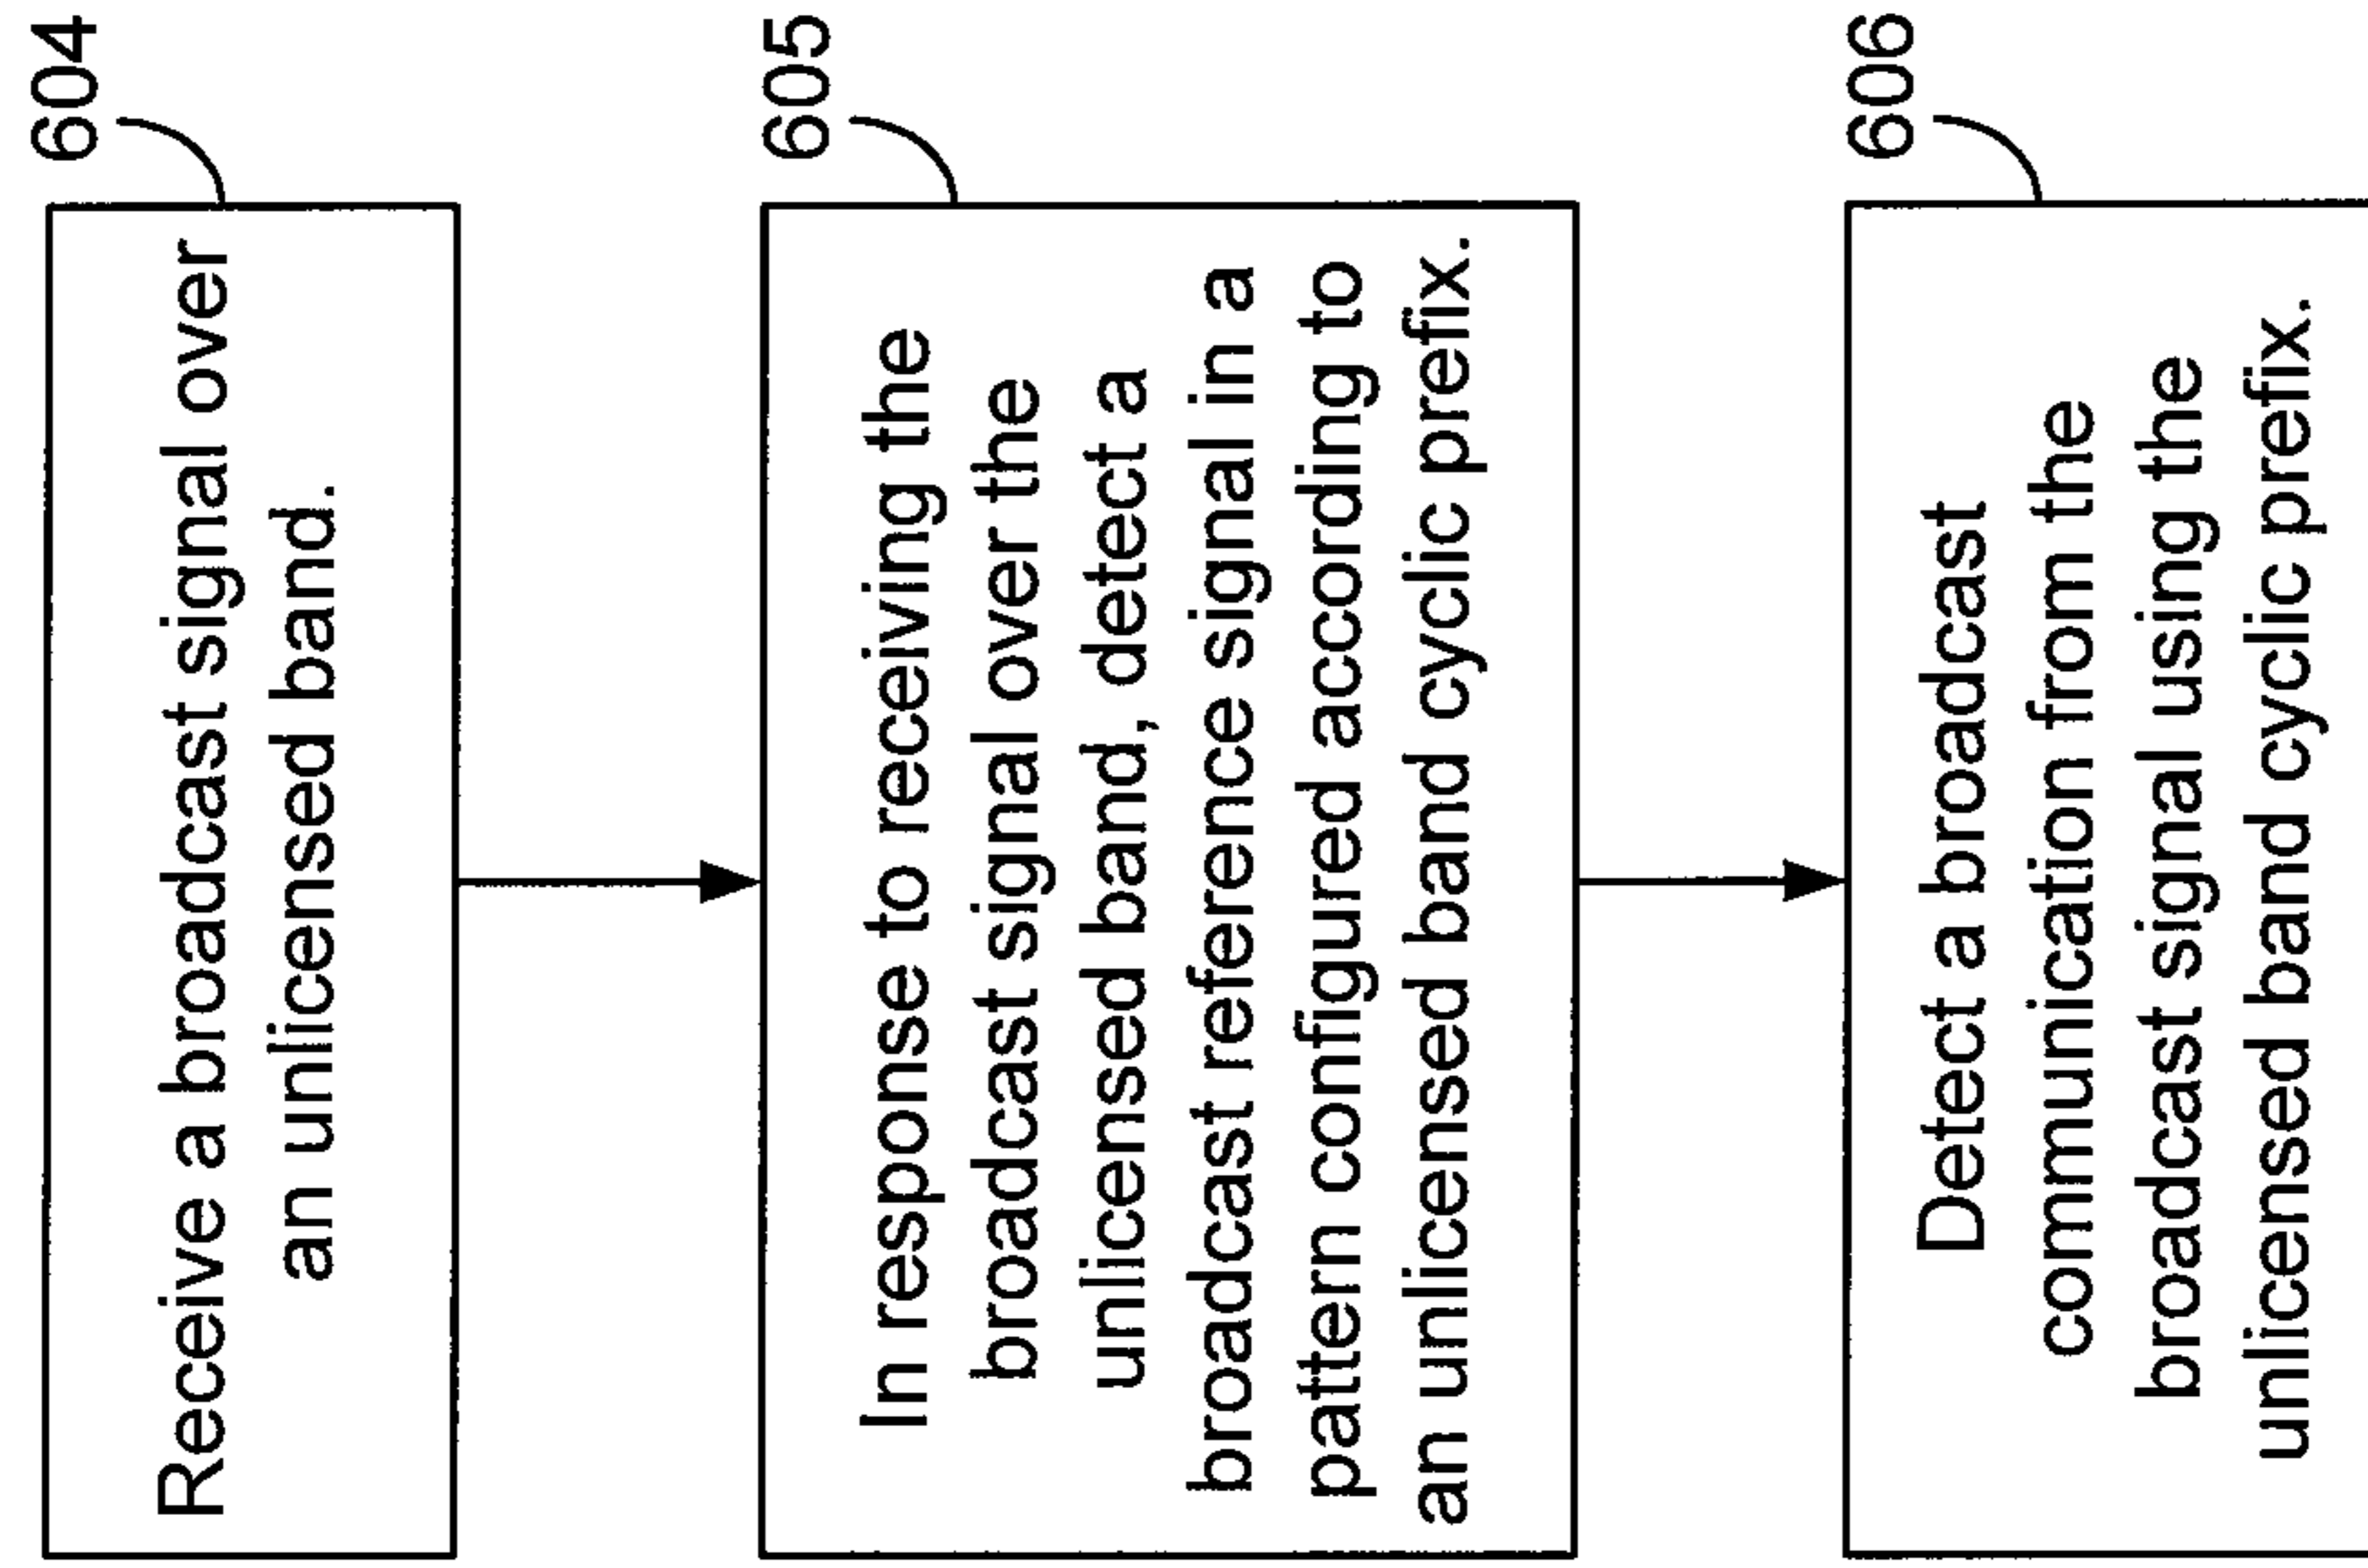 604
Receive a broadcast signal over
an unlicensed band.
605
In response to receiving the
broadcast signal over the
unlicensed band, detect a
broadcast reference signal in a
pattern configured according to
an unlicensed band cyclic prefix.
606
Detect a broadcast
communication from the
broadcast signal using the
unlicensed band cyclic prefix.